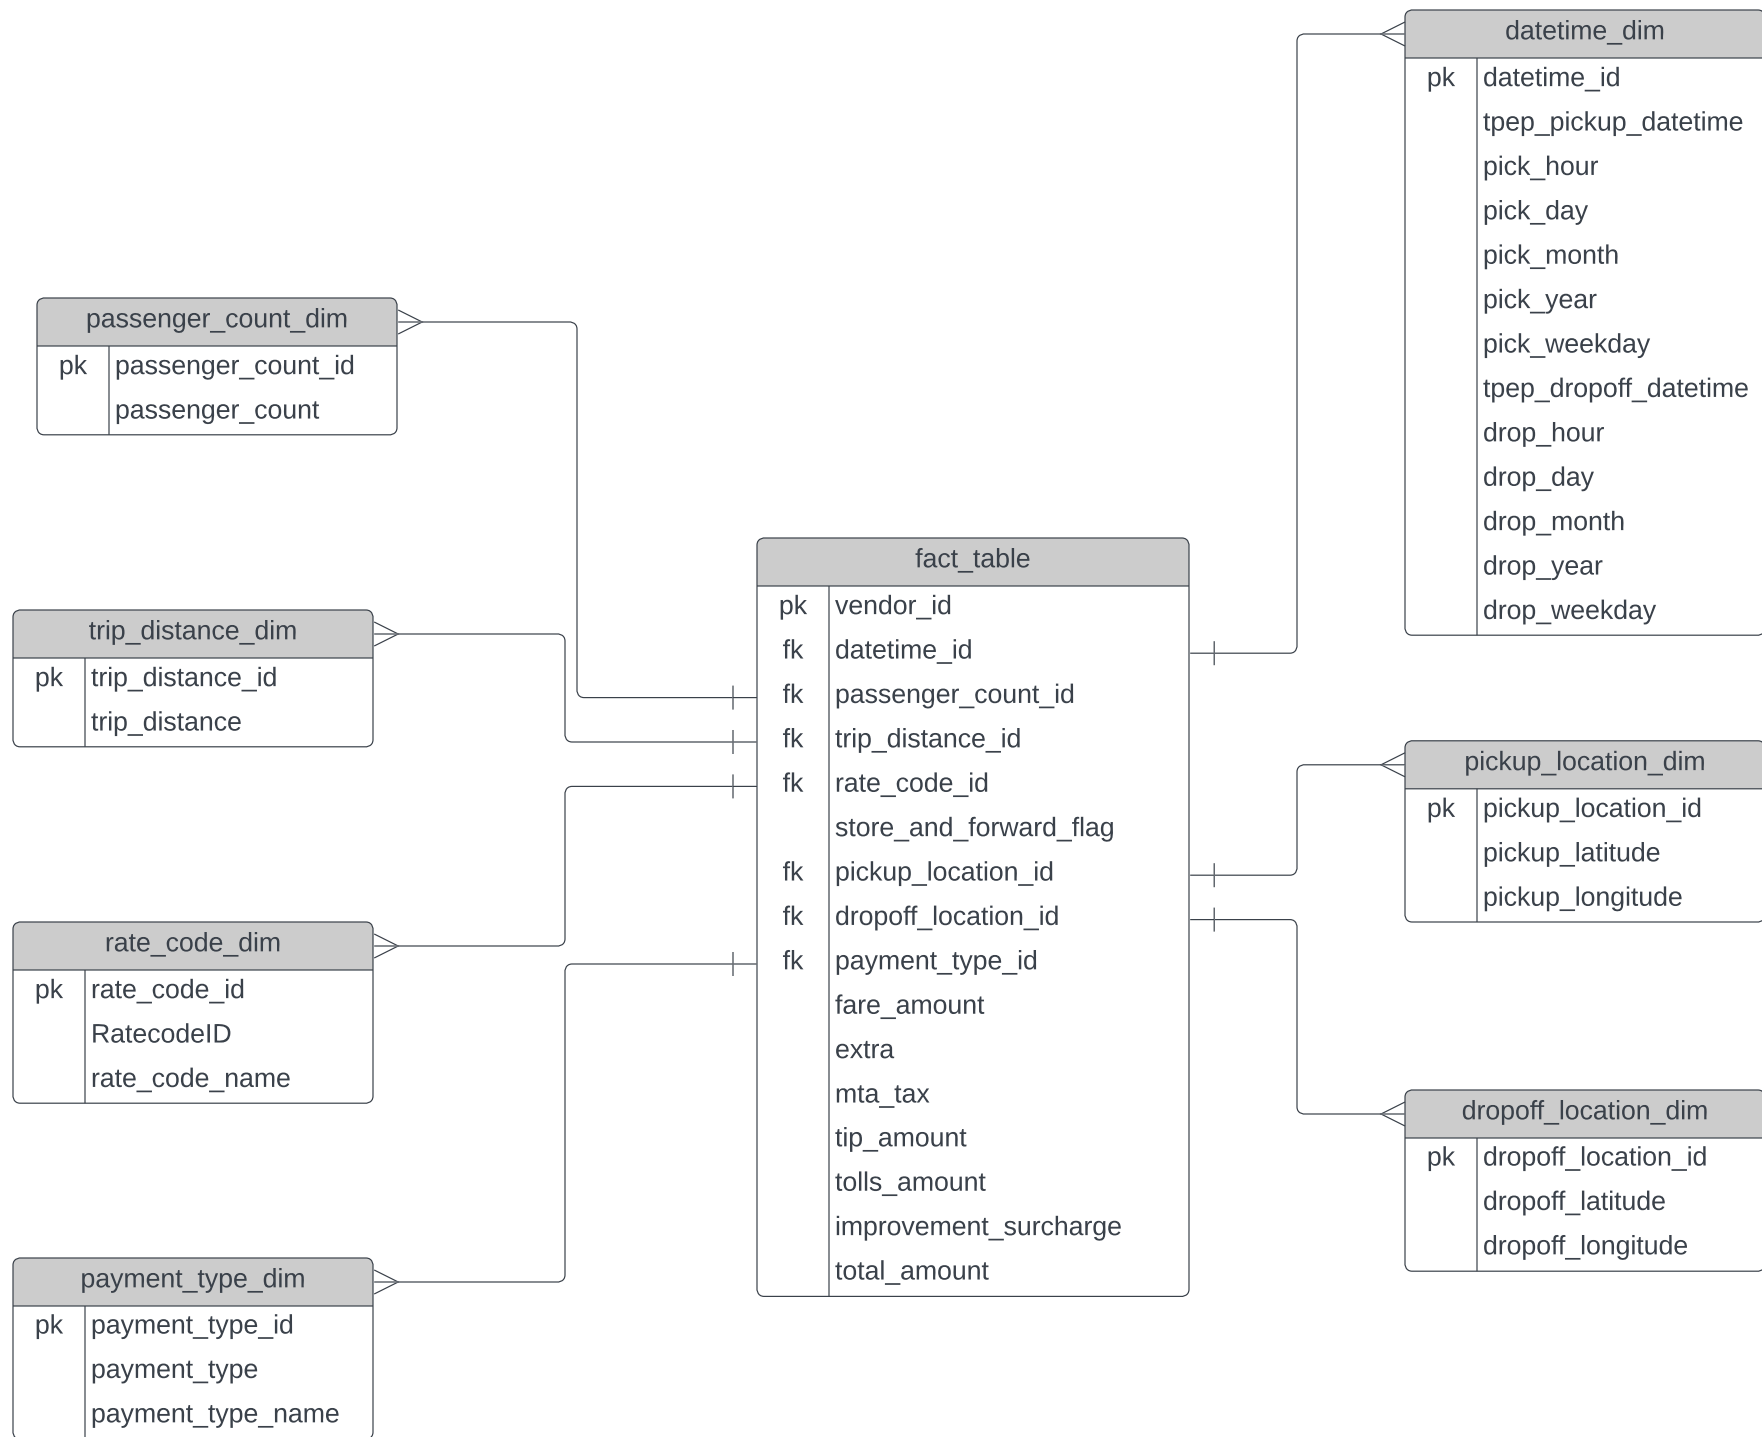 datetime_dim
pk datetime_id
tpep_pickup_datetime
pick_hour
pick_day
pick_month
pick_year
pick_weekday
tpep_dropoff_datetime
drop_hour
drop_day
drop_month
drop_year
drop_weekday
passenger_count_dim
pk passenger_count_id
passenger_count
trip_distance_dim
pk trip_distance_id
trip_distance
rate_code_dim
pk rate_code_id
RatecodeID
rate_code_name
payment_type_dim
pk payment_type_id
payment_type
payment_type_name
fact_table
pk vendor_id
fk datetime_id
fk passenger_count_id
fk trip_distance_id
fk rate_code_id
store_and_forward_flag
fk pickup_location_id
fk dropoff_location_id
fk payment_type_id
fare_amount
extra
mta_tax
tip_amount
tolls_amount
improvement_surcharge
total_amount
pickup_location_dim
pk pickup_location_id
pickup_latitude
pickup_longitude
dropoff_location_dim
pk dropoff_location_id
dropoff_latitude
dropoff_longitude